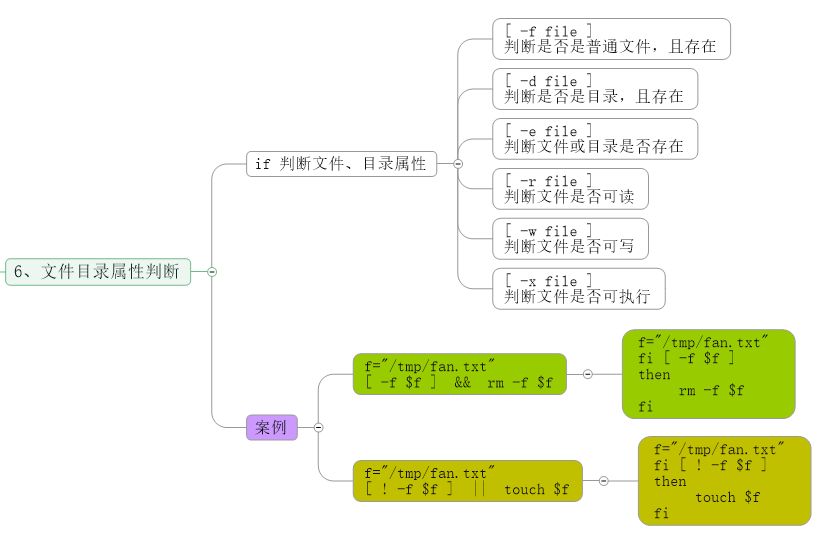 6、文件目录属性判断
if 判断文件、目录属性
[ -f file ]
判断是否是普通文件，且存在
[ -d file ]
判断是否是目录，且存在
[ -e file ]
判断文件或目录是否存在
[ -r file ]
判断文件是否可读
[ -w file ]
判断文件是否可写
[ -x file ]
判断文件是否可执行
案例
f="/tmp/fan.txt"
[ -f $f ]  &&  rm -f $f
f="/tmp/fan.txt"
fi [ -f $f ]
then
     rm -f $f
fi
f="/tmp/fan.txt"
[ ! -f $f ]  ||  touch $f
f="/tmp/fan.txt"
fi [ ! -f $f ]
then
     touch $f
fi